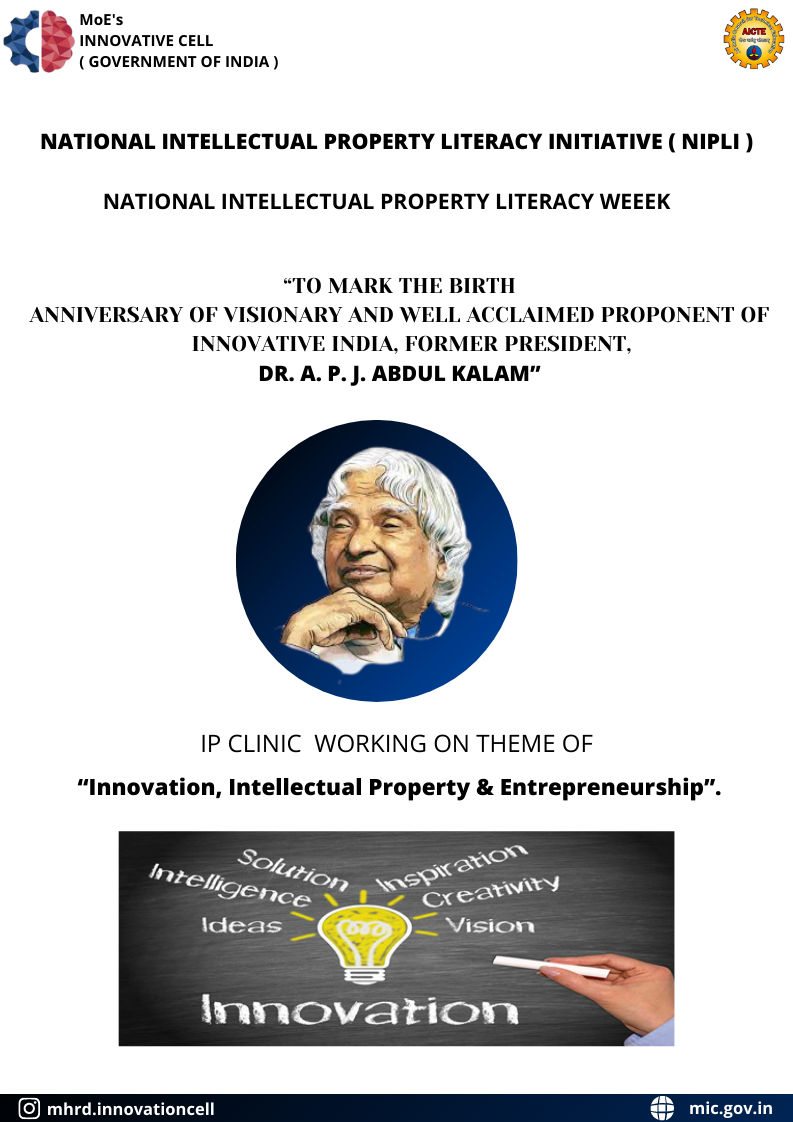 MoE's
INNOVATIVE CELL
( GOVERNMENT OF INDIA )
AICTE
NATIONAL INTELLECTUAL PROPERTY LITERACY INITIATIVE ( NIPLI )
NATIONAL INTELLECTUAL PROPERTY LITERACY WEEEK
“TO MARK THE BIRTH
ANNIVERSARY OF VISIONARY AND WELL ACCLAIMED PROPONENT OF
INNOVATIVE INDIA, FORMER PRESIDENT,
DR. A. P. J. ABDUL KALAM”
IP CLINIC  WORKING ON THEME OF
“Innovation, Intellectual Property & Entrepreneurship”.
Solution
Inspiration
Intelligence
Creativity
Ideas
Vision
Innovation
mhrd.innovationcell
mic.gov.in